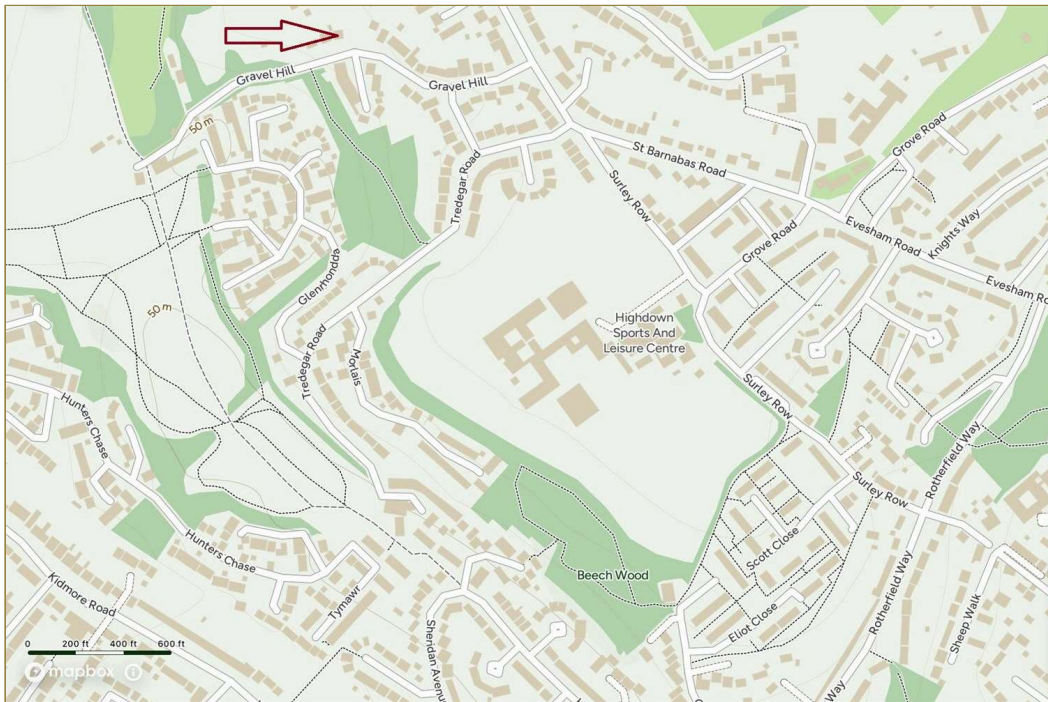 Gravel Hill
Gravel Hill
50 m
St Barnabas Road
Grove Road
Tredegar Road
Surley Row
Knights Way
Evesham Road
Grove Road
Evesham Ro
Glenrhondda
50 m
Highdown
Sports And
Leisure Centre
Tredegar Road
Morlais
Surley Row
Hunters Chase
Rotherfield Way
Surley Row
Hunters Chase
Scott Close
Beech Wood
Kidmore Road
Tymawr
Eliot Close
Rotherfield Way
Sheep Walk
Sheridan Avenue
Way
0 200 ft 400 ft 600 ft
mapbox